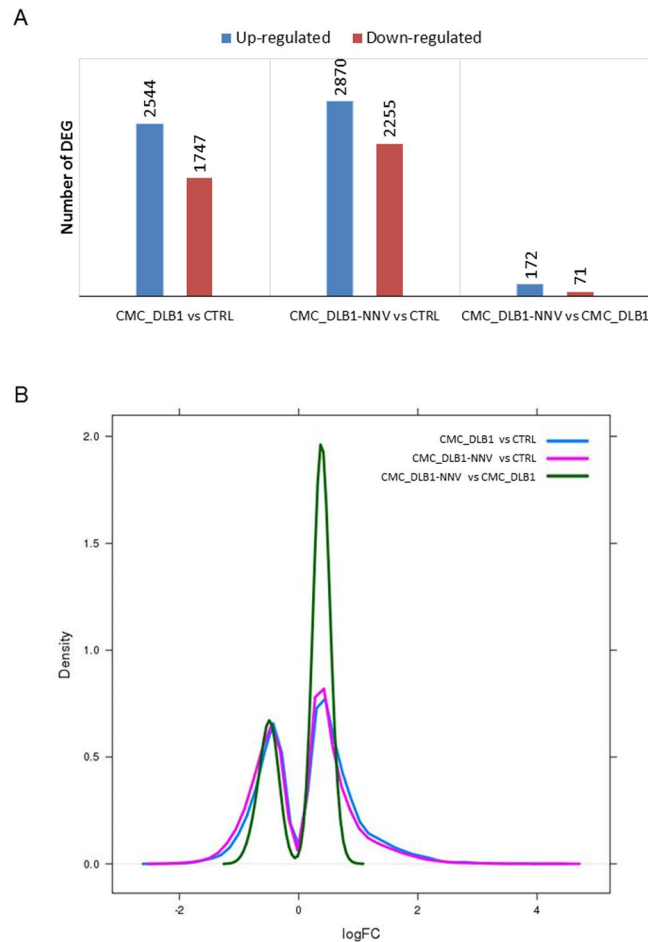 A
Up-regulated Down-regulated
Number of DEG
2544
1747
2870
2255
172
71
CMC_DLB1 vs CTRL CMC_DLB1-NNV vs CTRL CMC_DLB1-NNV vs CMC_DLB1
B
CMC_DLB1 vs CTRL
CMC_DLB1-NNV vs CTRL
CMC_DLB1-NNV vs CMC_DLB1
Density
2.0
1.5
1.0
0.5
0.0
-2 0 2 4
logFC